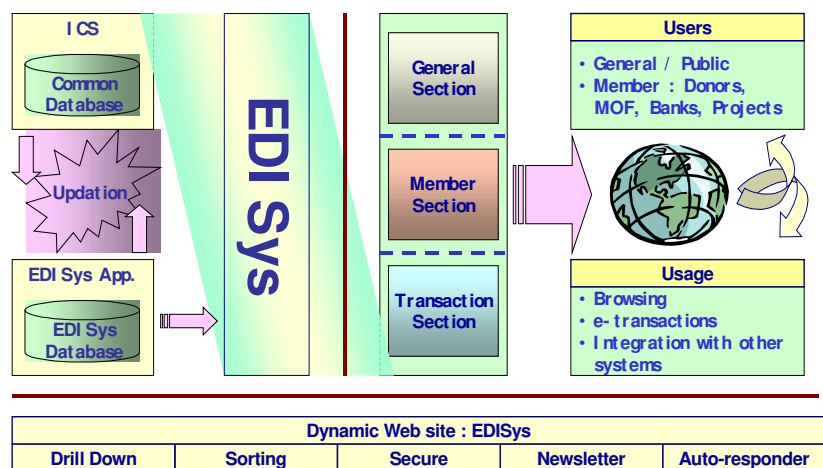 ICS
Common
Database
Updation
EDI Sys App.
EDI Sys
Database
EDI Sys
General
Section
Member
Section
Transaction
Section
Users
• General / Public
• Member : Donors,
MOF, Banks, Projects
Usage
• Browsing
• e-transactions
• Integration with other
systems
Dynamic Web site : EDISys
Drill Down
Sorting
Secure
Newsletter
Auto-responder